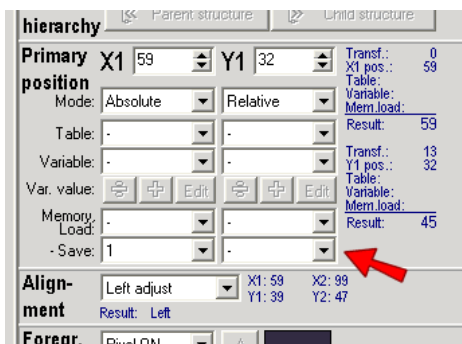 hierarchy
Parent structure
Child structure
Primary position
X1 59
Y1 32
Transf.: 0
X1 pos.: 59
Table:
Variable:
Mem.load:
Result: 59
Mode: Absolute Relative
Table: - -
Variable: - -
Var. value: Edit Edit
Memory, Load: - -
- Save: 1 -
Transf.: 13
Y1 pos.: 32
Table:
Variable:
Mem.load:
Result: 45
Align-
ment
Left adjust
X1: 59 X2: 99
Y1: 39 Y2: 47
Result: Left
Foregr.
Pixel ON